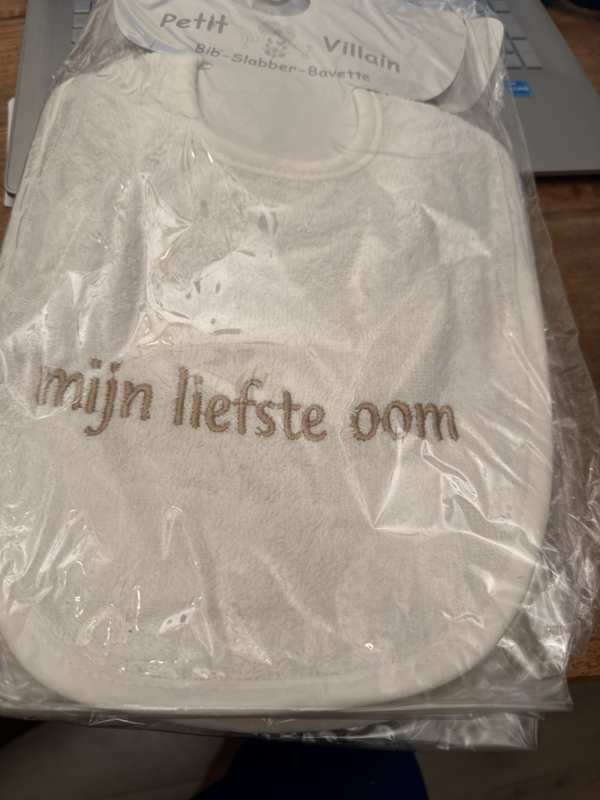 Petit Villain
Bib-Slabber-Bavette
mijn liefste oom